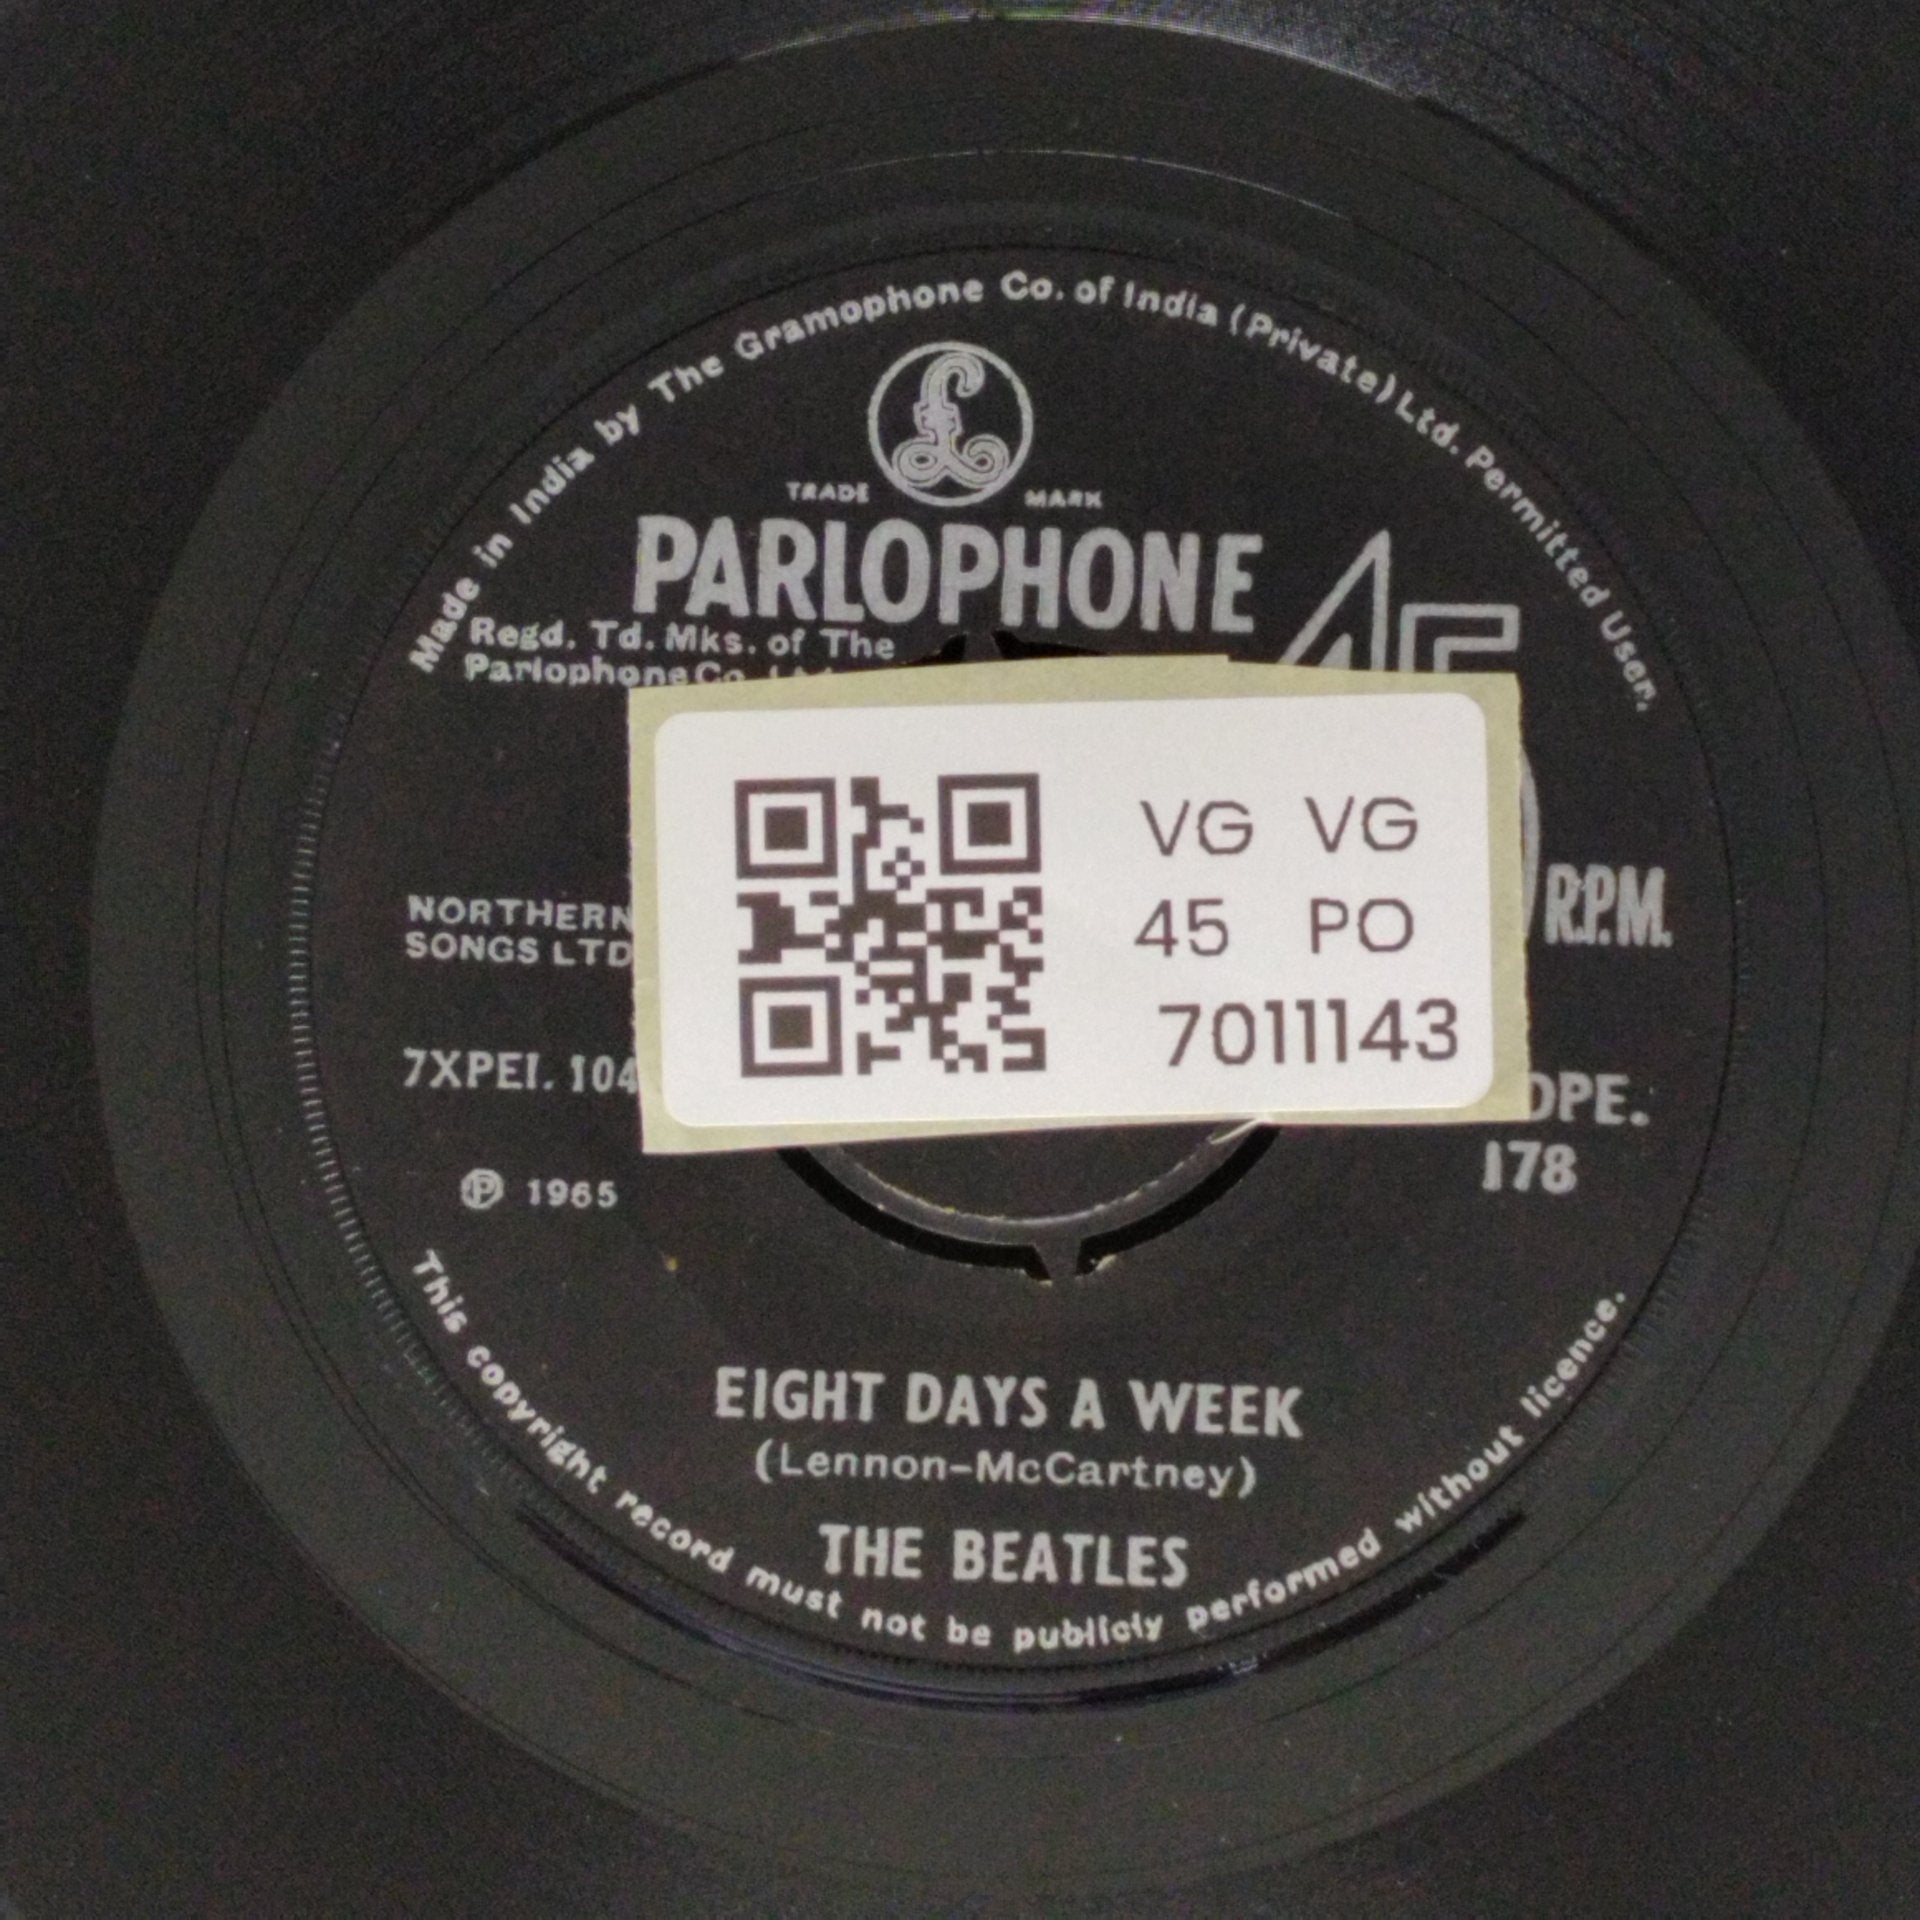 Made in India by The Gramophone Co. of India (Private) Ltd. Permitted User.
TRADE MARK
PARLOPHONE
45
Regd. Td. Mks. of The
Parlophone Co. Ltd.
VG VG
45 PO
7011143
NORTHERN
SONGS LTD
R.P.M.
7XPEI. 104
DPE.
178
Ⓟ 1965
EIGHT DAYS A WEEK
(Lennon-McCartney)
THE BEATLES
This copyright record must not be publicly performed without licence.